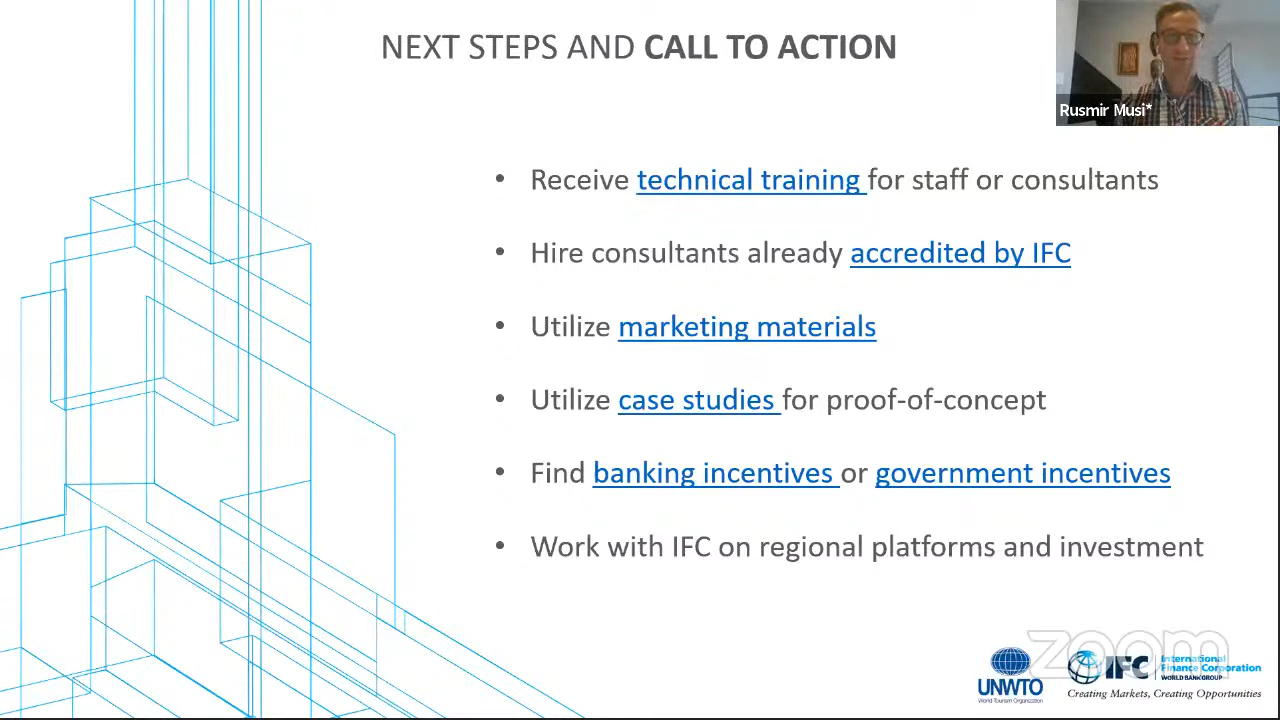 NEXT STEPS AND CALL TO ACTION
Rusmir Musi*
• Receive technical training for staff or consultants
• Hire consultants already accredited by IFC
• Utilize marketing materials
• Utilize case studies for proof-of-concept
• Find banking incentives or government incentives
• Work with IFC on regional platforms and investment
zoom
UNWTO
World Tourism Organization
IFC
International
Finance Corporation
WORLD BANK GROUP
Creating Markets, Creating Opportunities